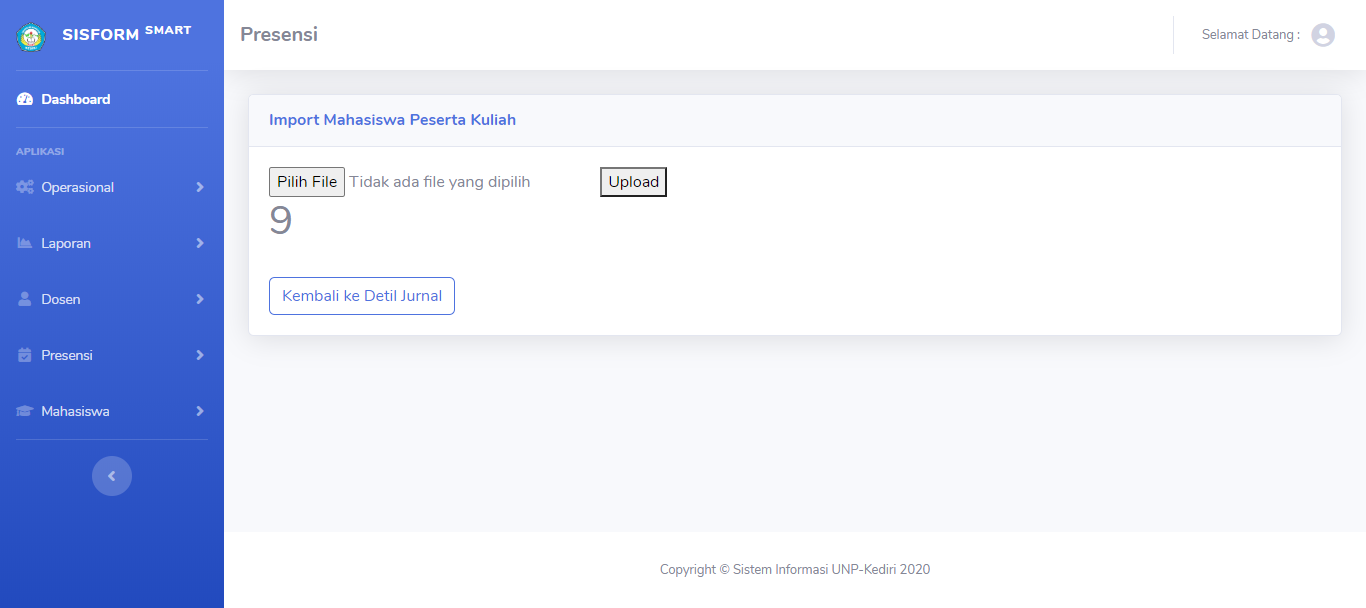 SISFORM SMART
Presensi
Selamat Datang :
Dashboard
APLIKASI
Operasional
Laporan
Dosen
Presensi
Mahasiswa
Import Mahasiswa Peserta Kuliah
Pilih File Tidak ada file yang dipilih Upload
9
Kembali ke Detil Jurnal
Copyright © Sistem Informasi UNP-Kediri 2020